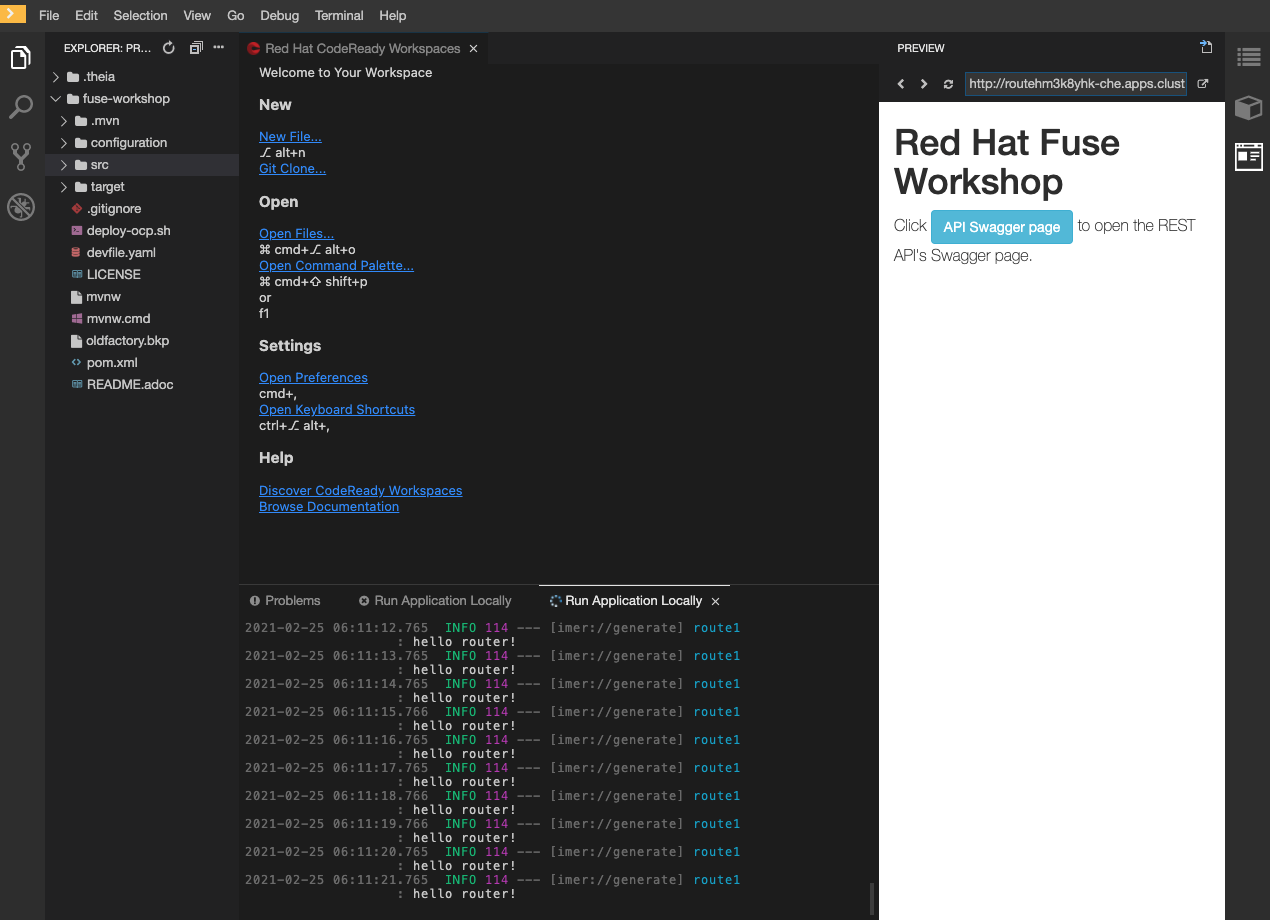 File Edit Selection View Go Debug Terminal Help
EXPLORER: PR...
.theia
fuse-workshop
.mvn
configuration
src
target
.gitignore
deploy-ocp.sh
devfile.yaml
LICENSE
mvnw
mvnw.cmd
oldfactory.bkp
pom.xml
README.adoc
Red Hat CodeReady Workspaces
Welcome to Your Workspace
New
New File...
⌥ alt+n
Git Clone...
Open
Open Files...
⌘ cmd+⌥ alt+o
Open Command Palette...
⌘ cmd+⇧ shift+p
or
f1
Settings
Open Preferences
cmd+,
Open Keyboard Shortcuts
ctrl+⌥ alt+,
Help
Discover CodeReady Workspaces
Browse Documentation
Problems Run Application Locally Run Application Locally
2021-02-25 06:11:12.765 INFO 114 --- [imer://generate] route1
: hello router!
2021-02-25 06:11:13.765 INFO 114 --- [imer://generate] route1
: hello router!
2021-02-25 06:11:14.765 INFO 114 --- [imer://generate] route1
: hello router!
2021-02-25 06:11:15.766 INFO 114 --- [imer://generate] route1
: hello router!
2021-02-25 06:11:16.765 INFO 114 --- [imer://generate] route1
: hello router!
2021-02-25 06:11:17.765 INFO 114 --- [imer://generate] route1
: hello router!
2021-02-25 06:11:18.766 INFO 114 --- [imer://generate] route1
: hello router!
2021-02-25 06:11:19.766 INFO 114 --- [imer://generate] route1
: hello router!
2021-02-25 06:11:20.765 INFO 114 --- [imer://generate] route1
: hello router!
2021-02-25 06:11:21.765 INFO 114 --- [imer://generate] route1
: hello router!
PREVIEW
http://routehm3k8yhk-che.apps.clust
Red Hat Fuse
Workshop
Click API Swagger page to open the REST
API's Swagger page.